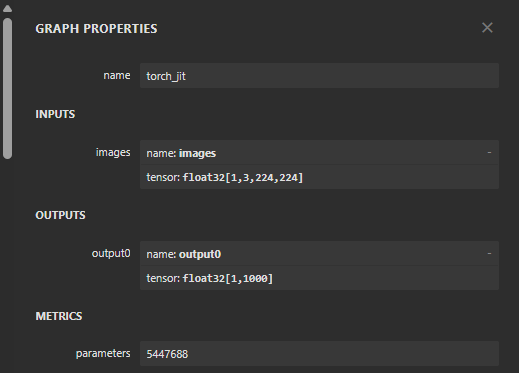 GRAPH PROPERTIES
name torch_jit
INPUTS
images name: images -
tensor: float32[1,3,224,224]
OUTPUTS
output0 name: output0 -
tensor: float32[1,1000]
METRICS
parameters 5447688